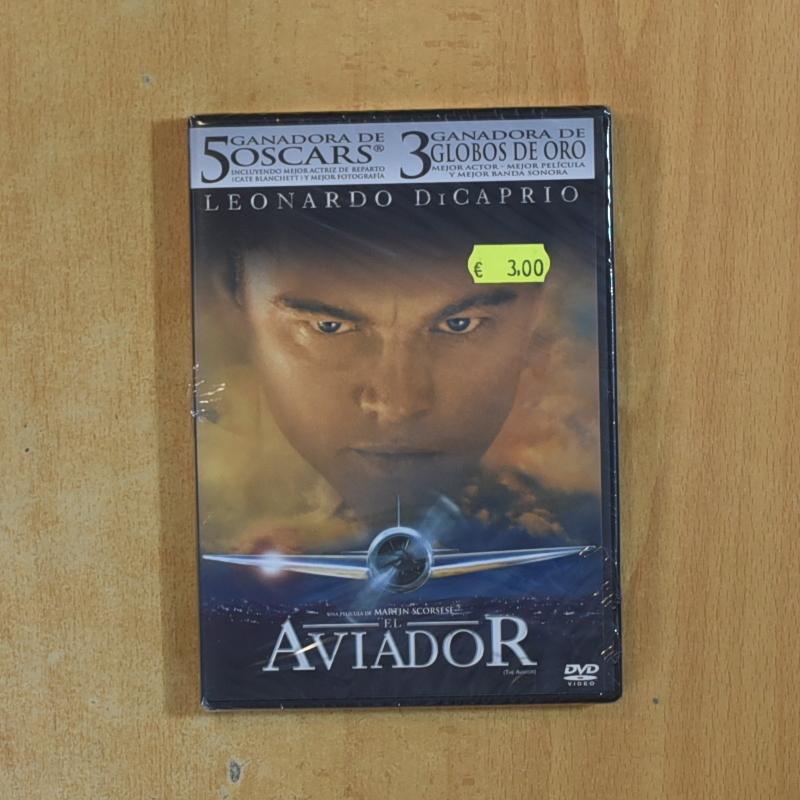 5 GANADORA DE
OSCARS®
INCLUYENDO MEJOR ACTRIZ DE REPARTO
(CATE BLANCHETT) Y MEJOR FOTOGRAFÍA
3 GANADORA DE
GLOBOS DE ORO
MEJOR ACTOR - MEJOR PELÍCULA
Y MEJOR BANDA SONORA
LEONARDO DiCAPRIO
€ 3,00
UNA PELÍCULA DE MARTIN SCORSESE
EL
AVIADOR
(THE AVIATOR)
DVD
VIDEO